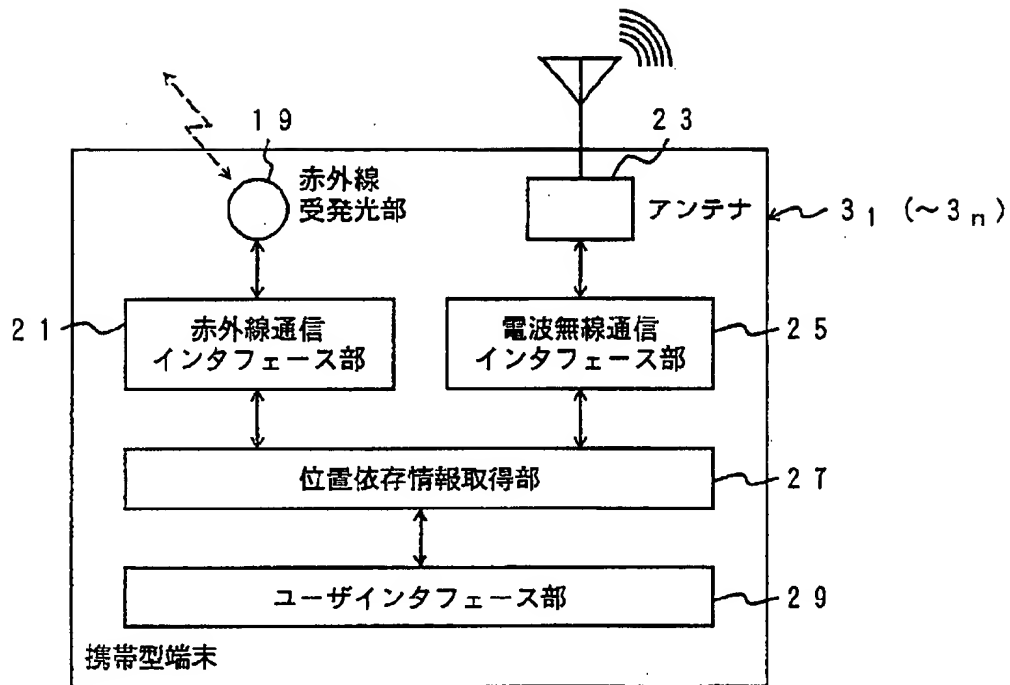 １９
赤外線
受発光部
２３
アンテナ
３₁ （～３ₙ）
２１
赤外線通信
インタフェース部
電波無線通信
インタフェース部
２５
位置依存情報取得部
２７
ユーザインタフェース部
２９
携帯型端末